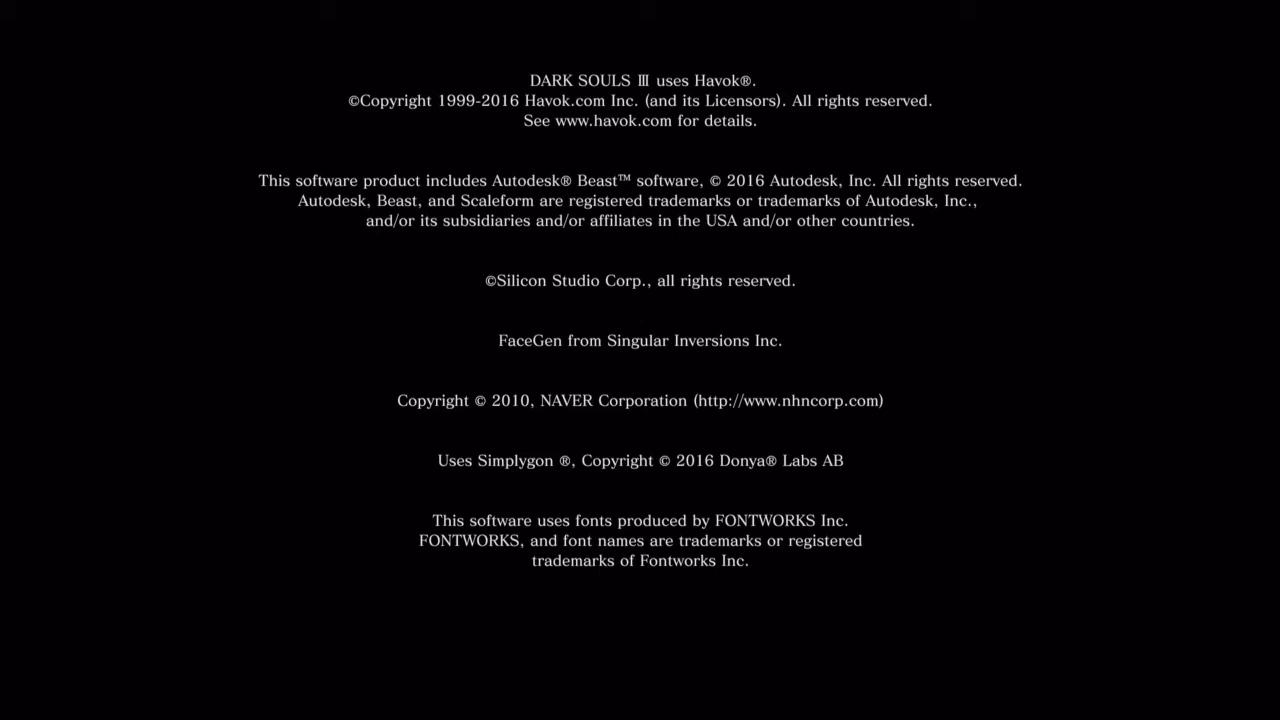 DARK SOULS Ⅲ uses Havok®.
©Copyright 1999-2016 Havok.com Inc. (and its Licensors). All rights reserved.
See www.havok.com for details.
This software product includes Autodesk® Beast™ software, © 2016 Autodesk, Inc. All rights reserved.
Autodesk, Beast, and Scaleform are registered trademarks or trademarks of Autodesk, Inc.,
and/or its subsidiaries and/or affiliates in the USA and/or other countries.
©Silicon Studio Corp., all rights reserved.
FaceGen from Singular Inversions Inc.
Copyright © 2010, NAVER Corporation (http://www.nhncorp.com)
Uses Simplygon ®, Copyright © 2016 Donya® Labs AB
This software uses fonts produced by FONTWORKS Inc.
FONTWORKS, and font names are trademarks or registered
trademarks of Fontworks Inc.